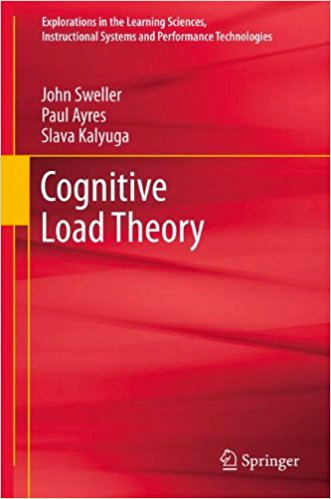 Explorations in the Learning Sciences,
Instructional Systems and Performance Technologies
John Sweller
Paul Ayres
Slava Kalyuga
Cognitive
Load Theory
Springer